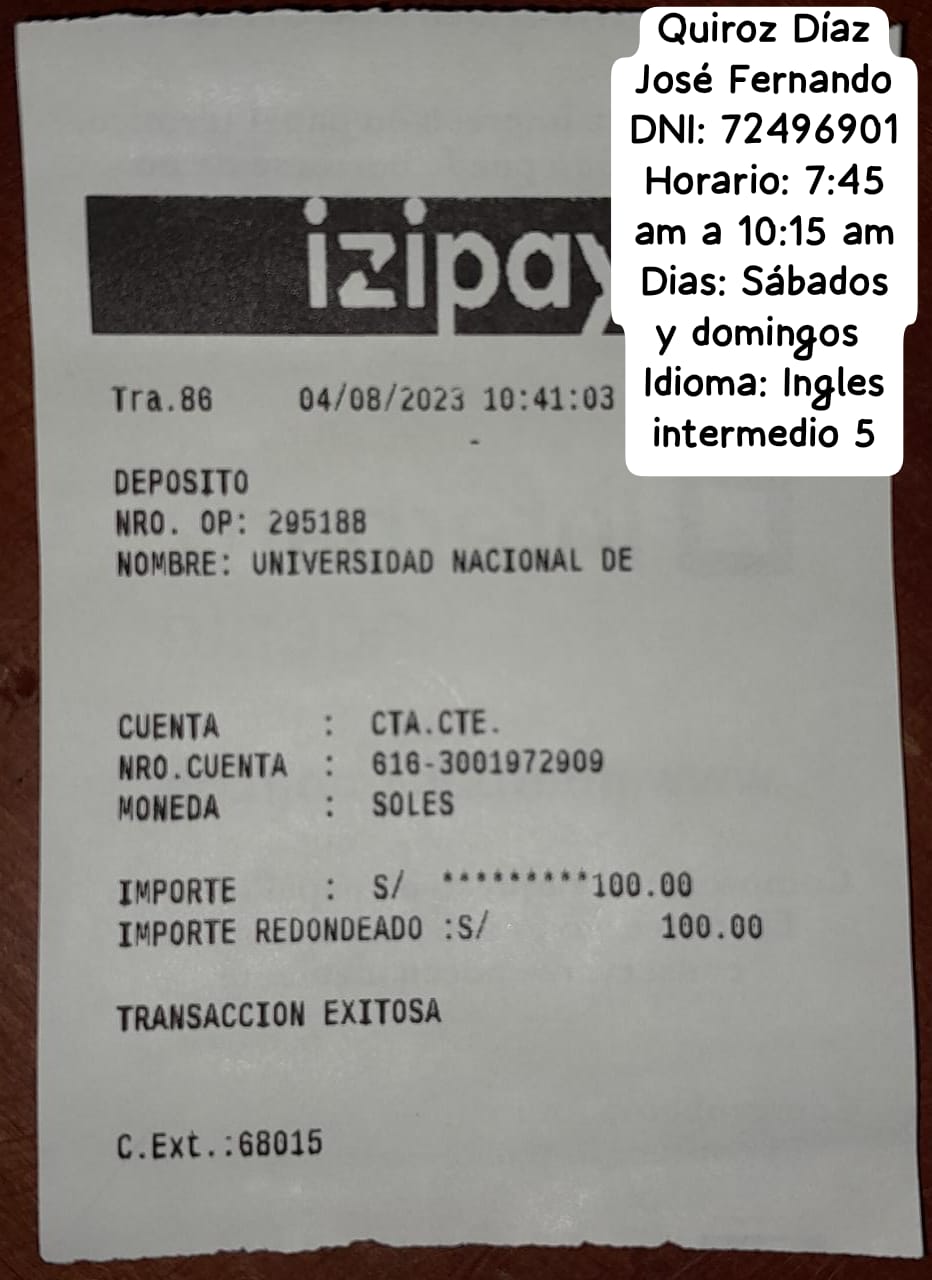 Quiroz Díaz
José Fernando
DNI: 72496901
Horario: 7:45
am a 10:15 am
Dias: Sábados
y domingos
Idioma: Ingles
intermedio 5
izipay
Tra.86 04/08/2023 10:41:03
-
DEPOSITO
NRO. OP: 295188
NOMBRE: UNIVERSIDAD NACIONAL DE
CUENTA : CTA.CTE.
NRO.CUENTA : 616-3001972909
MONEDA : SOLES
IMPORTE : S/ *********100.00
IMPORTE REDONDEADO :S/ 100.00
TRANSACCION EXITOSA
C.Ext.:68015